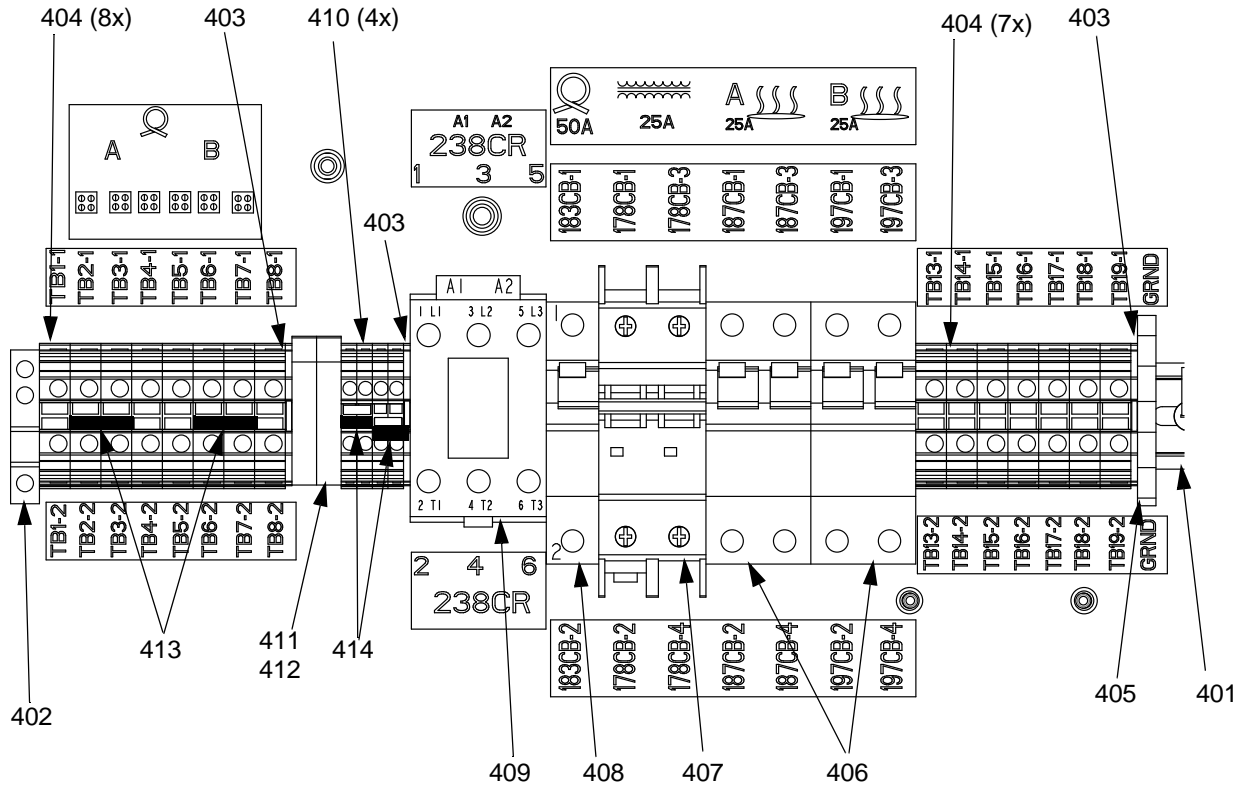 404 (8x) 403 410 (4x) 404 (7x) 403
50A 25A A 25A B 25A
A1 A2
238CR
1 3 5
A B
183CB-1 178CB-1 178CB-3 187CB-1 187CB-3 197CB-1 197CB-3
403
TB1-1 TB2-1 TB3-1 TB4-1 TB5-1 TB6-1 TB7-1 TB8-1
TB13-1 TB14-1 TB15-1 TB16-1 TB17-1 TB18-1 TB19-1 GRND
A1 A2
1 L1 3 L2 5 L3
1
2 T1 4 T2 6 T3
2
TB1-2 TB2-2 TB3-2 TB4-2 TB5-2 TB6-2 TB7-2 TB8-2
TB13-2 TB14-2 TB15-2 TB16-2 TB17-2 TB18-2 TB19-2 GRND
2 4 6
238CR
183CB-2 178CB-2 178CB-4 187CB-2 187CB-4 197CB-2 197CB-4
413 411 414
412
402 405 401
409 408 407 406